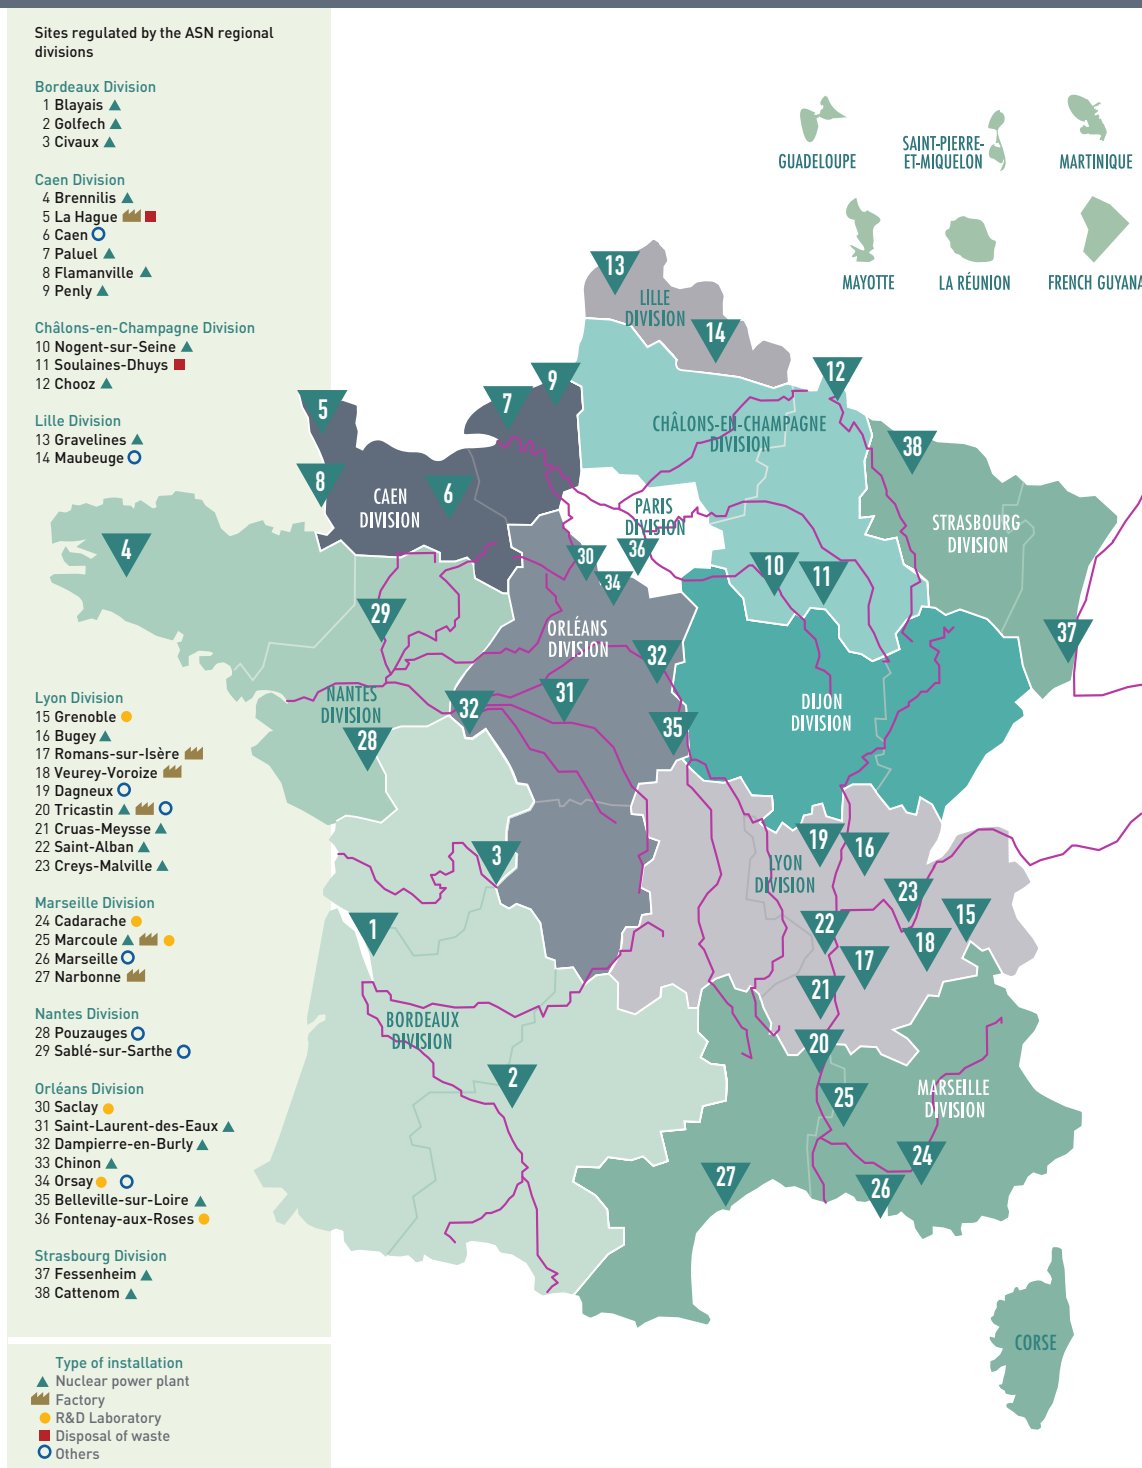 Sites regulated by the ASN regional
divisions
Bordeaux Division
1 Blayais
2 Golfech
3 Civaux
Caen Division
4 Brennilis
5 La Hague
6 Caen
7 Paluel
8 Flamanville
9 Penly
Châlons-en-Champagne Division
10 Nogent-sur-Seine
11 Soulaines-Dhuys
12 Chooz
Lille Division
13 Gravelines
14 Maubeuge
Lyon Division
15 Grenoble
16 Bugey
17 Romans-sur-Isère
18 Veurey-Voroize
19 Dagneux
20 Tricastin
21 Cruas-Meysse
22 Saint-Alban
23 Creys-Malville
Marseille Division
24 Cadarache
25 Marcoule
26 Marseille
27 Narbonne
Nantes Division
28 Pouzauges
29 Sablé-sur-Sarthe
Orléans Division
30 Saclay
31 Saint-Laurent-des-Eaux
32 Dampierre-en-Burly
33 Chinon
34 Orsay
35 Belleville-sur-Loire
36 Fontenay-aux-Roses
Strasbourg Division
37 Fessenheim
38 Cattenom
Type of installation
Nuclear power plant
Factory
R&D Laboratory
Disposal of waste
Others
GUADELOUPE
SAINT-PIERRE-
ET-MIQUELON
MARTINIQUE
MAYOTTE
LA RÉUNION
FRENCH GUYANA
13
LILLE
DIVISION
14
12
9
7
5
CHÂLONS-EN-CHAMPAGNE
DIVISION
38
8
6
CAEN
DIVISION
PARIS
DIVISION
STRASBOURG
DIVISION
4
30
36
34
10
11
29
ORLÉANS
DIVISION
37
32
31
NANTES
DIVISION
32
35
DIJON
DIVISION
28
19
16
3
LYON
DIVISION
23
15
1
22
18
17
21
BORDEAUX
DIVISION
20
2
25
MARSEILLE
DIVISION
24
27
26
CORSE